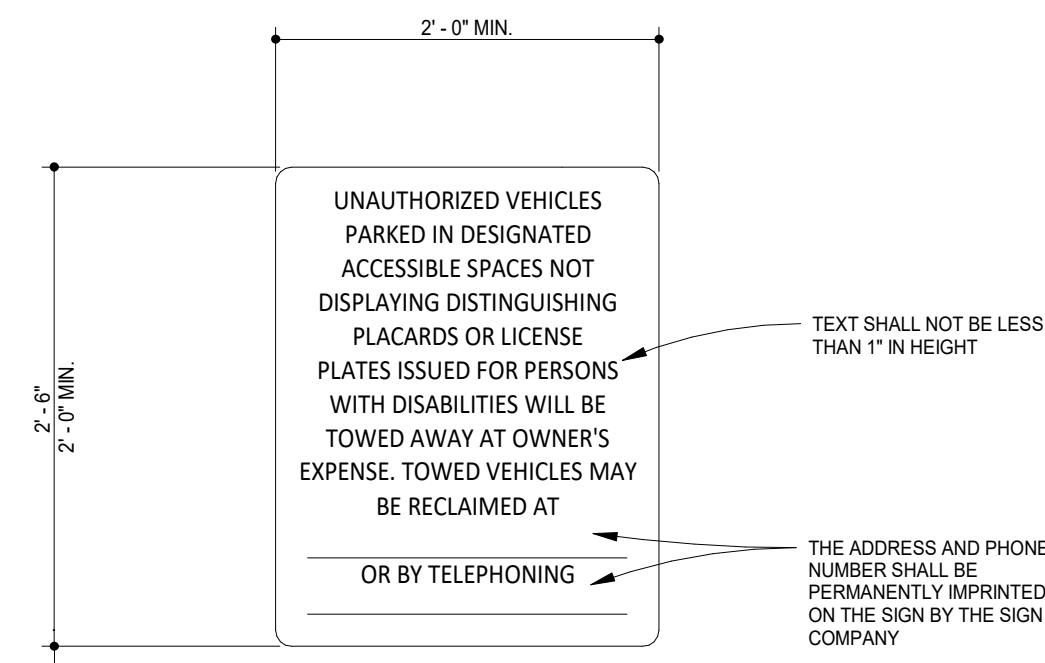 2' - 0" MIN.
UNAUTHORIZED VEHICLES
PARKED IN DESIGNATED
ACCESSIBLE SPACES NOT
DISPLAYING DISTINGUISHING
PLACARDS OR LICENSE
PLATES ISSUED FOR PERSONS
WITH DISABILITIES WILL BE
TOWED AWAY AT OWNER'S
EXPENSE. TOWED VEHICLES MAY
BE RECLAIMED AT
OR BY TELEPHONING
2' - 6"
2' - 0" MIN.
TEXT SHALL NOT BE LESS
THAN 1" IN HEIGHT
THE ADDRESS AND PHONE
NUMBER SHALL BE
PERMANENTLY IMPRINTED
ON THE SIGN BY THE SIGN
COMPANY